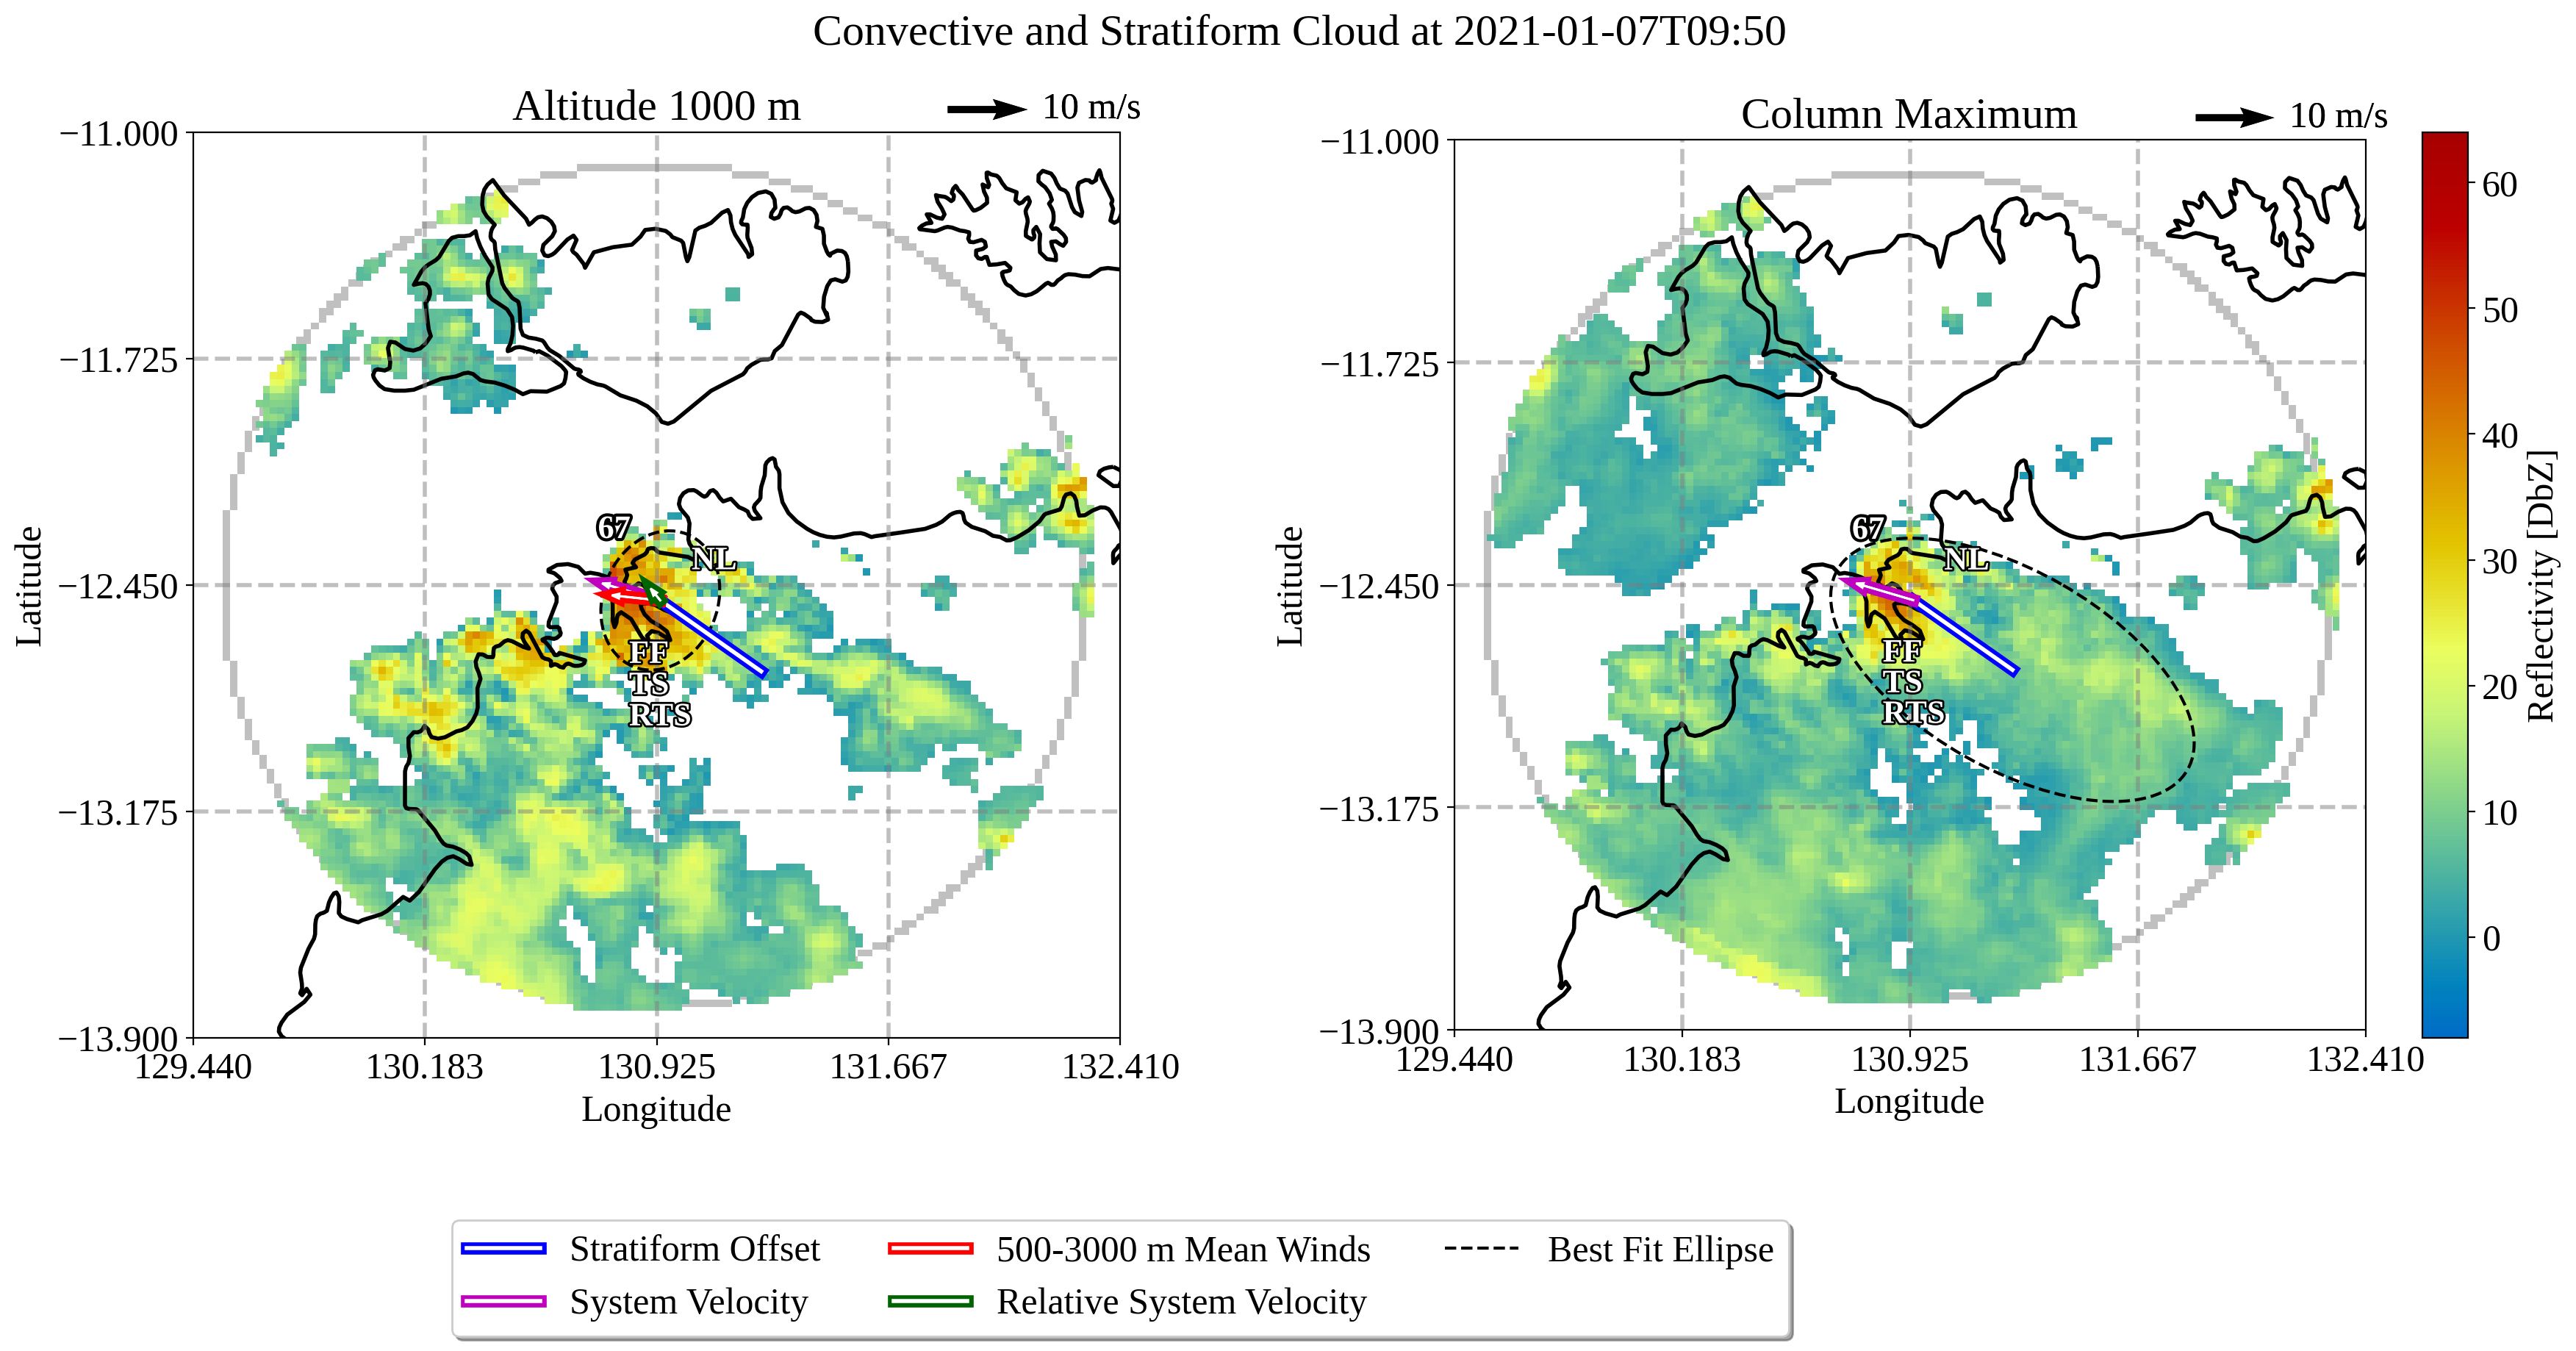 Convective and Stratiform Cloud at 2021-01-07T09:50
Altitude 1000 m
10 m/s
−11.000
−11.725
−12.450
−13.175
−13.900
129.440
130.183
130.925
131.667
132.410
Latitude
Longitude
67
NL
FF
TS
RTS
Column Maximum
10 m/s
−11.000
−11.725
−12.450
−13.175
−13.900
129.440
130.183
130.925
131.667
132.410
Latitude
Longitude
67
NL
FF
TS
RTS
60
50
40
30
20
10
0
Reflectivity [DbZ]
Stratiform Offset
System Velocity
500-3000 m Mean Winds
Relative System Velocity
Best Fit Ellipse